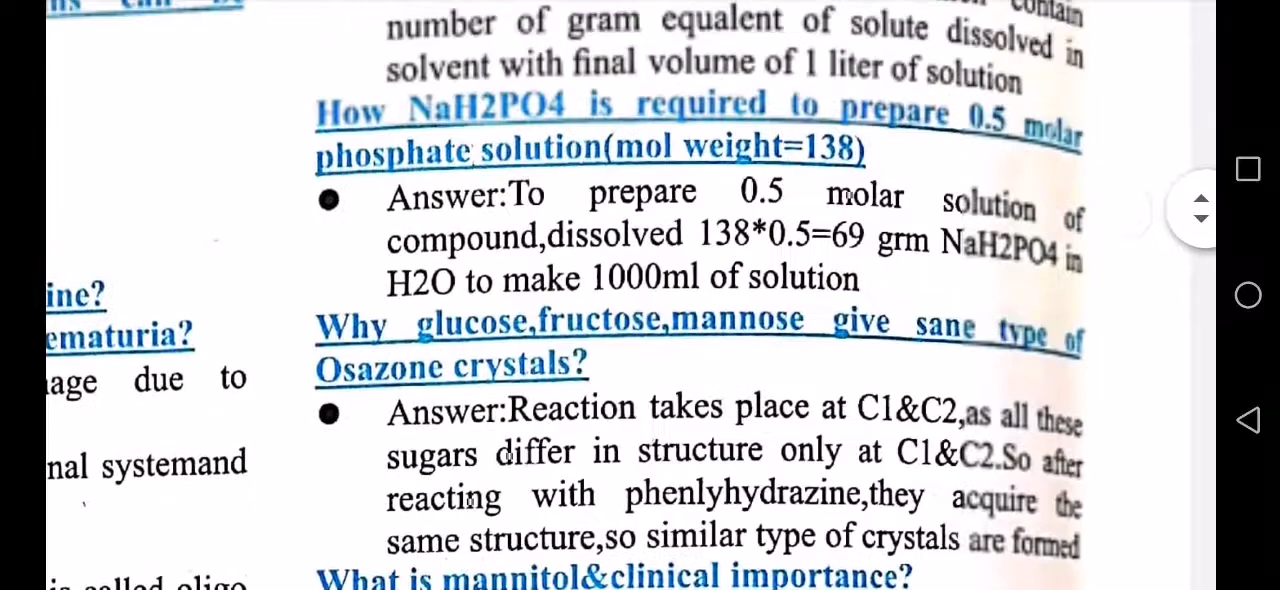 number of gram equalent of solute dissolved in
solvent with final volume of 1 liter of solution
How NaH2PO4 is required to prepare 0.5 molar
phosphate solution(mol weight=138)
● Answer:To prepare 0.5 molar solution of
compound,dissolved 138*0.5=69 grm NaH2PO4 in
H2O to make 1000ml of solution
Why glucose,fructose,mannose give sane type of
Osazone crystals?
● Answer:Reaction takes place at C1&C2,as all these
sugars differ in structure only at C1&C2.So after
reacting with phenlyhydrazine,they acquire the
same structure,so similar type of crystals are formed
What is mannitol&clinical importance?
ine?
ematuria?
age due to
nal systemand